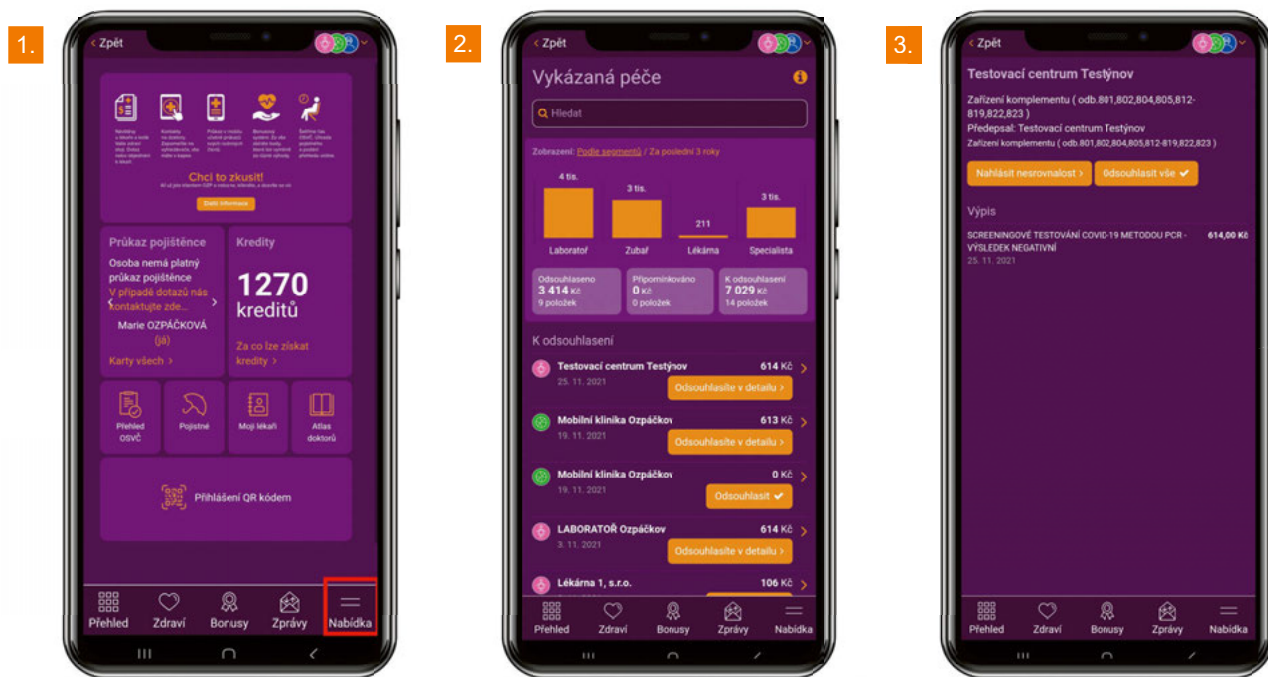 1.
< Zpět
Chci to zkusit!
Další informace
Průkaz pojištěnce
Osoba nemá platný
průkaz pojištěnce
V případě dotazů nás
kontaktujte zde...
Marie OZPÁČKOVÁ
(já)
Karty všech >
Kredity
1270
kreditů
Za co lze získat
kredity >
Přehled
OSVČ
Pojistné
Moji lékaři
Atlas
doktorů
Přihlášení QR kódem
Přehled Zdraví Bonusy Zprávy Nabídka
2.
< Zpět
Vykázaná péče
Hledat
Zobrazení: Podle segmentů / Za poslední 3 roky
4 tis. 3 tis. 211 3 tis.
Laboratoř Zubař Lékárna Specialista
Odsouhlaseno
3 414 Kč
9 položek
Připomínkováno
0 Kč
0 položek
K odsouhlasení
7 029 Kč
14 položek
K odsouhlasení
Testovací centrum Testýnov 614 Kč >
25. 11. 2021
Odsouhlasíte v detailu >
Mobilní klinika Ozpáčkov 613 Kč >
19. 11. 2021
Odsouhlasíte v detailu >
Mobilní klinika Ozpáčkov 0 Kč >
19. 11. 2021
Odsouhlasit ✔
LABORATOŘ Ozpáčkov 614 Kč >
3. 11. 2021
Odsouhlasíte v detailu >
Lékárna 1, s.r.o. 106 Kč >
Přehled Zdraví Bonusy Zprávy Nabídka
3.
< Zpět
Testovací centrum Testýnov
Zařízení komplementu ( odb.801,802,804,805,812-
819,822,823 )
Předepsal: Testovací centrum Testýnov
Zařízení komplementu ( odb.801,802,804,805,812-819,822,823 )
Nahlásit nesrovnalost > Odsouhlasit vše ✔
Výpis
SCREENINGOVÉ TESTOVÁNÍ COVID-19 METODOU PCR - 614,00 Kč
VÝSLEDEK NEGATIVNÍ
25. 11. 2021
Přehled Zdraví Bonusy Zprávy Nabídka